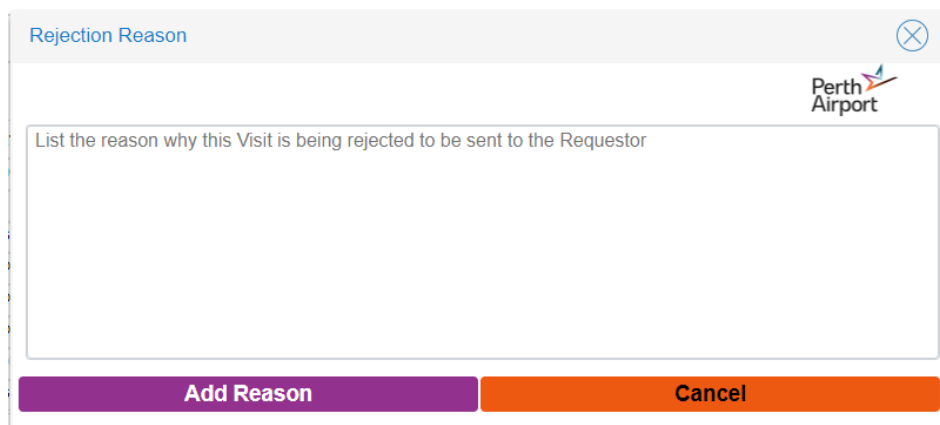 Rejection Reason
Perth
Airport
List the reason why this Visit is being rejected to be sent to the Requestor
Add Reason
Cancel